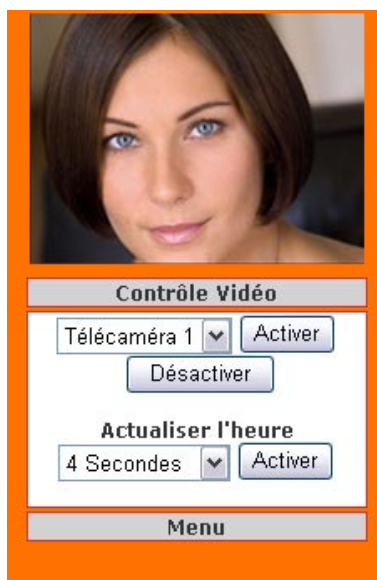 Contrôle Vidéo
Télécaméra 1 Activer
Désactiver
Actualiser l'heure
4 Secondes Activer
Menu